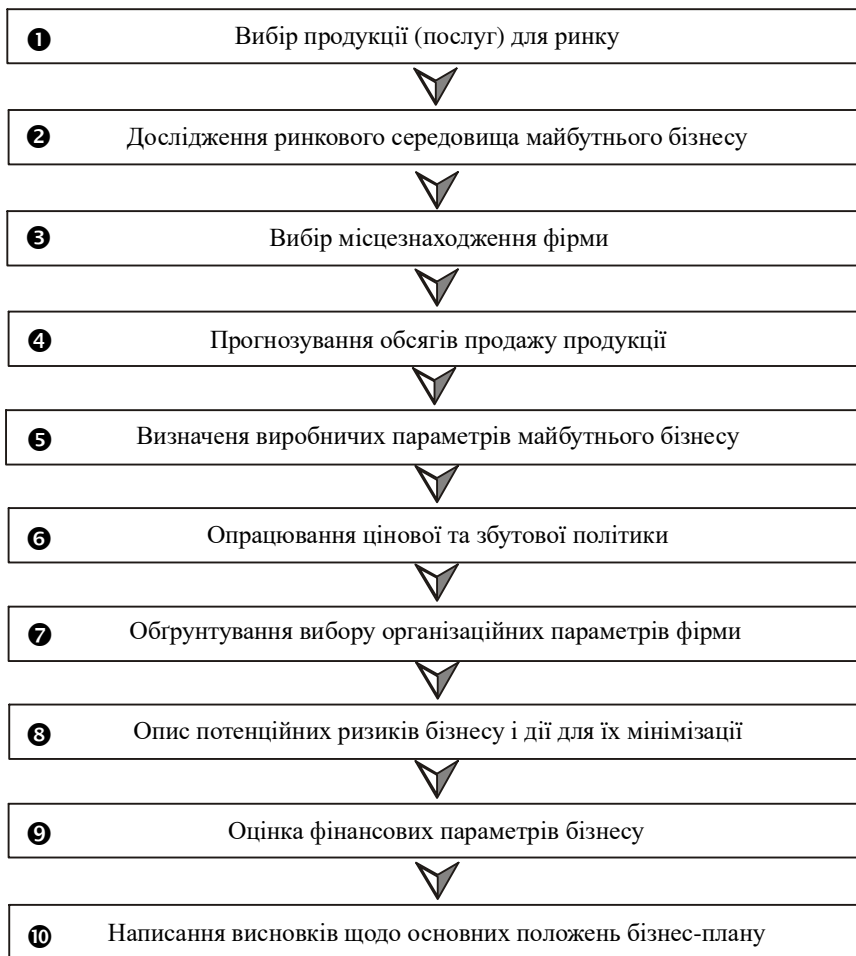 ❶ Вибір продукції (послуг) для ринку
❷ Дослідження ринкового середовища майбутнього бізнесу
❸ Вибір місцезнаходження фірми
❹ Прогнозування обсягів продажу продукції
❺ Визначеня виробничих параметрів майбутнього бізнесу
❻ Опрацювання цінової та збутової політики
❼ Обґрунтування вибору організаційних параметрів фірми
❽ Опис потенційних ризиків бізнесу і дії для їх мінімізації
❾ Оцінка фінансових параметрів бізнесу
❿ Написання висновків щодо основних положень бізнес-плану